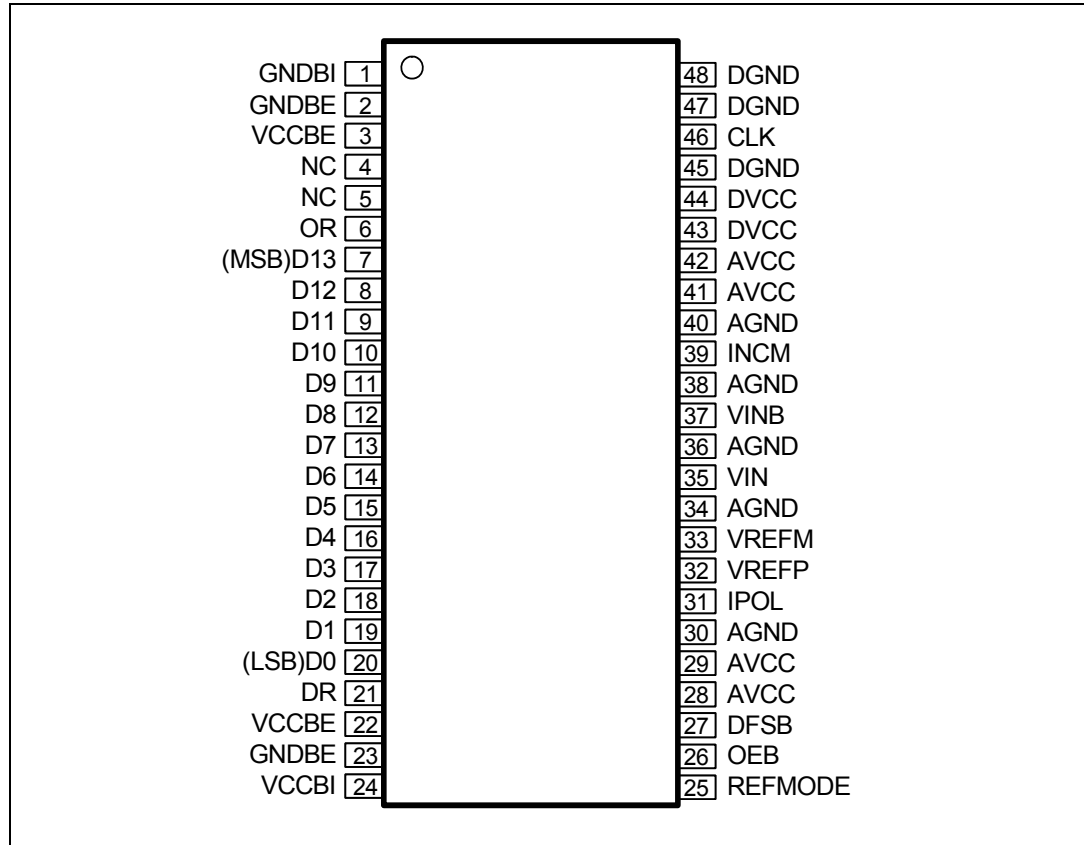 GNDBI 1
GNDBE 2
VCCBE 3
NC 4
NC 5
OR 6
(MSB)D13 7
D12 8
D11 9
D10 10
D9 11
D8 12
D7 13
D6 14
D5 15
D4 16
D3 17
D2 18
D1 19
(LSB)D0 20
DR 21
VCCBE 22
GNDBE 23
VCCBI 24
48 DGND
47 DGND
46 CLK
45 DGND
44 DVCC
43 DVCC
42 AVCC
41 AVCC
40 AGND
39 INCM
38 AGND
37 VINB
36 AGND
35 VIN
34 AGND
33 VREFM
32 VREFP
31 IPOL
30 AGND
29 AVCC
28 AVCC
27 DFSB
26 OEB
25 REFMODE